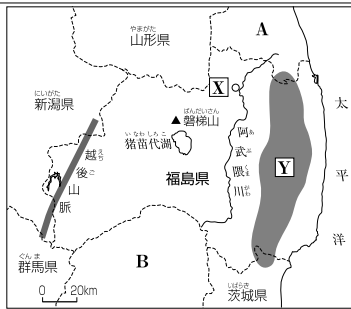 やまがた
山形県
A
にいがた
新潟県
X
ばんだいさん
▲磐梯山
いなわしろこ
猪苗代湖
福島県
阿武隈川
あぶくまがわ
Y
太平洋
越後山脈
えちご
ぐんま
群馬県
B
いばらき
茨城県
0 20km